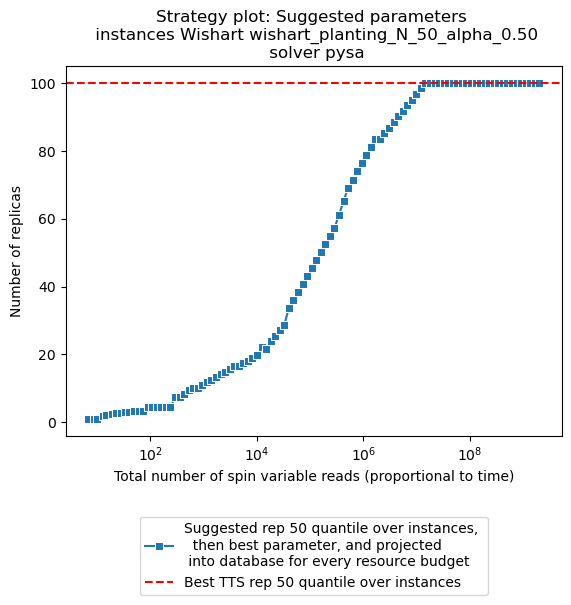 Strategy plot: Suggested parameters
instances Wishart wishart_planting_N_50_alpha_0.50
solver pysa
Number of replicas
100
80
60
40
20
0
10^2
10^4
10^6
10^8
Total number of spin variable reads (proportional to time)
Suggested rep 50 quantile over instances,
then best parameter, and projected
into database for every resource budget
Best TTS rep 50 quantile over instances